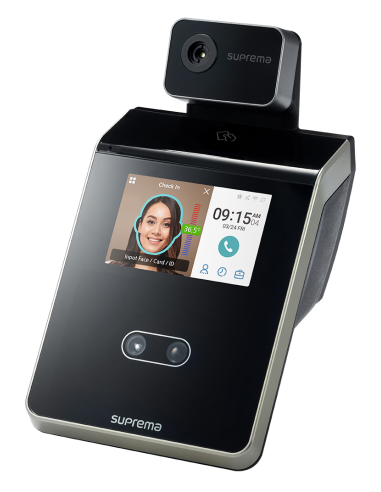 suprema
Check In
09:15 AM
04
03/24 FRI
36.5°
Input Face / Card / ID
suprema